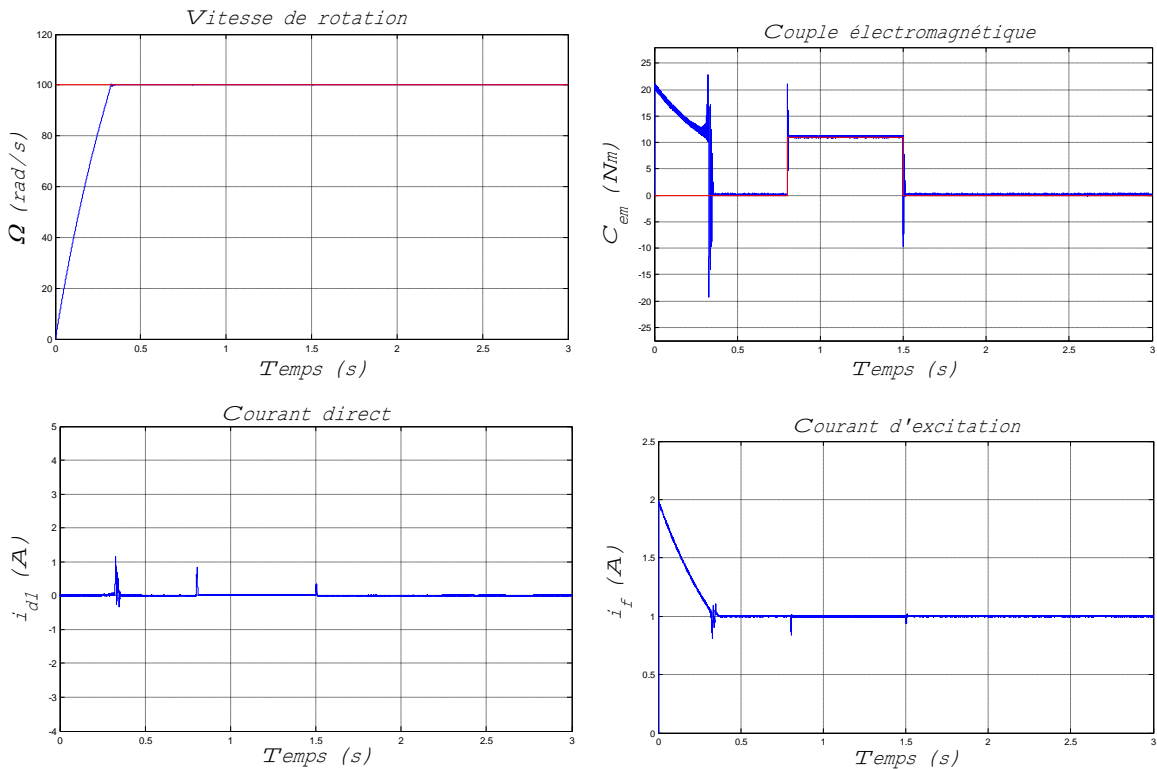 Vitesse de rotation
120
100
80
60
40
20
0
Ω (rad/s)
0 0.5 1 1.5 2 2.5 3
Temps (s)
Couple électromagnétique
25
20
15
10
5
0
-5
-10
-15
-20
-25
C em (Nm)
0 0.5 1 1.5 2 2.5 3
Temps (s)
Courant direct
5
4
3
2
1
0
-1
-2
-3
-4
i d1 (A)
0 0.5 1 1.5 2 2.5 3
Temps (s)
Courant d'excitation
2.5
2
1.5
1
0.5
0
i f (A)
0 0.5 1 1.5 2 2.5 3
Temps (s)